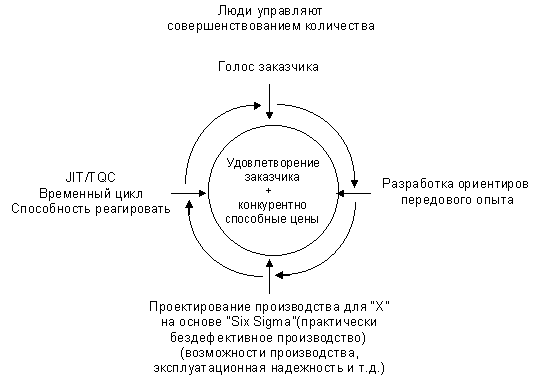 Люди управляют
совершенствованием количества
Голос заказчика
JIT/TQC
Временный цикл
Способность реагировать
Удовлетворение
заказчика
+
конкурентно
способные цены
Разработка ориентиров
передового опыта
Проектирование производства для "X"
на основе "Six Sigma"(практически
бездефективное производство)
(возможности производства,
эксплуатационная надежность и т.д.)